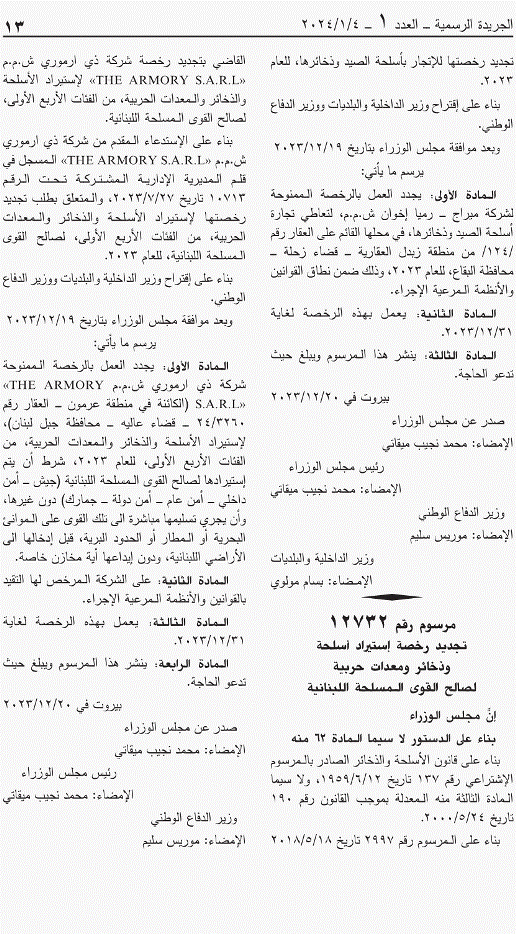 الجريدة الرسمية ــ العدد ١ ــ ٢٠٢٤/١/٤
١٣
تجديد رخصتها للإتجار بأسلحة الصيد وذخائرها، للعام
٢٠٢٣.
بناء على إقتراح وزير الداخلية والبلديات ووزير الدفاع
الوطني.
وبعد موافقة مجلس الوزراء بتاريخ ٢٠٢٣/١٢/١٩
يرسم ما يأتي:
المادة الأولى: يجدد العمل بالرخصة الممنوحة
لشركة ميراج ــ رميا إخوان ش.م.م، لتعاطي تجارة
أسلحة الصيد وذخائرها، في محلها القائم على العقار رقم
/١٢٤/ من منطقة زبدل العقارية ــ قضاء زحلة ــ
محافظة البقاع، للعام ٢٠٢٣، وذلك ضمن نطاق القوانين
والأنظمة المرعية الإجراء.
المادة الثانية: يعمل بهذه الرخصة لغاية
٢٠٢٣/١٢/٣١.
المادة الثالثة: ينشر هذا المرسوم ويبلغ حيث
تدعو الحاجة.
بيروت في ٢٠٢٣/١٢/٢٠
صدر عن مجلس الوزراء
الإمضاء: محمد نجيب ميقاتي
رئيس مجلس الوزراء
الإمضاء: محمد نجيب ميقاتي
وزير الدفاع الوطني
الإمضاء: موريس سليم
وزير الداخلية والبلديات
الإمضاء: بسام مولوي
مرسوم رقم ١٢٧٣٢
تجديد رخصة إستيراد أسلحة
وذخائر ومعدات حربية
لصالح القوى المسلحة اللبنانية
إنّ مجلس الوزراء
بناء على الدستور لا سيما المادة ٦٢ منه
بناء على قانون الأسلحة والذخائر الصادر بالمرسوم
الإشتراعي رقم ١٣٧ تاريخ ١٩٥٩/٦/١٢، ولا سيما
المادة الثالثة منه المعدلة بموجب القانون رقم ١٩٠
تاريخ ٢٠٠٠/٥/٢٤.
بناء على المرسوم رقم ٢٩٩٧ تاريخ ٢٠١٨/٥/١٨
القاضي بتجديد رخصة شركة ذي ارموري ش.م.م
«THE ARMORY S.A.R.L» لإستيراد الأسلحة
والذخائر والمعدات الحربية، من الفئات الأربع الأولى،
لصالح القوى المسلحة اللبنانية.
بناء على الإستدعاء المقدم من شركة ذي ارموري
ش.م.م «THE ARMORY S.A.R.L» المسجل في
قلم المديرية الإدارية المشتركة تحت الرقم
١٠٧١٣ تاريخ ٢٠٢٣/٧/٢٧، والمتعلق بطلب تجديد
رخصتها لإستيراد الأسلحة والذخائر والمعدات
الحربية، من الفئات الأربع الأولى، لصالح القوى
المسلحة اللبنانية، للعام ٢٠٢٣.
بناء على إقتراح وزير الداخلية والبلديات ووزير الدفاع
الوطني.
وبعد موافقة مجلس الوزراء بتاريخ ٢٠٢٣/١٢/١٩
يرسم ما يأتي:
المادة الأولى: يجدد العمل بالرخصة الممنوحة
شركة ذي ارموري ش.م.م THE ARMORY»
«S.A.R.L (الكائنة في منطقة عرمون ــ العقار رقم
٢٤/٣٢٦٠ ــ قضاء عاليه ــ محافظة جبل لبنان)،
لإستيراد الأسلحة والذخائر والمعدات الحربية، من
الفئات الأربع الأولى، للعام ٢٠٢٣، شرط أن يتم
إستيرادها لصالح القوى المسلحة اللبنانية (جيش ــ أمن
داخلي ــ أمن عام ــ أمن دولة ــ جمارك) دون غيرها،
وأن يجري تسليمها مباشرة الى تلك القوى على الموانئ
البحرية أو المطار أو الحدود البرية، قبل إدخالها الى
الأراضي اللبنانية، ودون إيداعها أية مخازن خاصة.
المادة الثانية: على الشركة المرخص لها التقيد
بالقوانين والأنظمة المرعية الإجراء.
المادة الثالثة: يعمل بهذه الرخصة لغاية
٢٠٢٣/١٢/٣١.
المادة الرابعة: ينشر هذا المرسوم ويبلغ حيث
تدعو الحاجة.
بيروت في ٢٠٢٣/١٢/٢٠
صدر عن مجلس الوزراء
الإمضاء: محمد نجيب ميقاتي
رئيس مجلس الوزراء
الإمضاء: محمد نجيب ميقاتي
وزير الدفاع الوطني
الإمضاء: موريس سليم